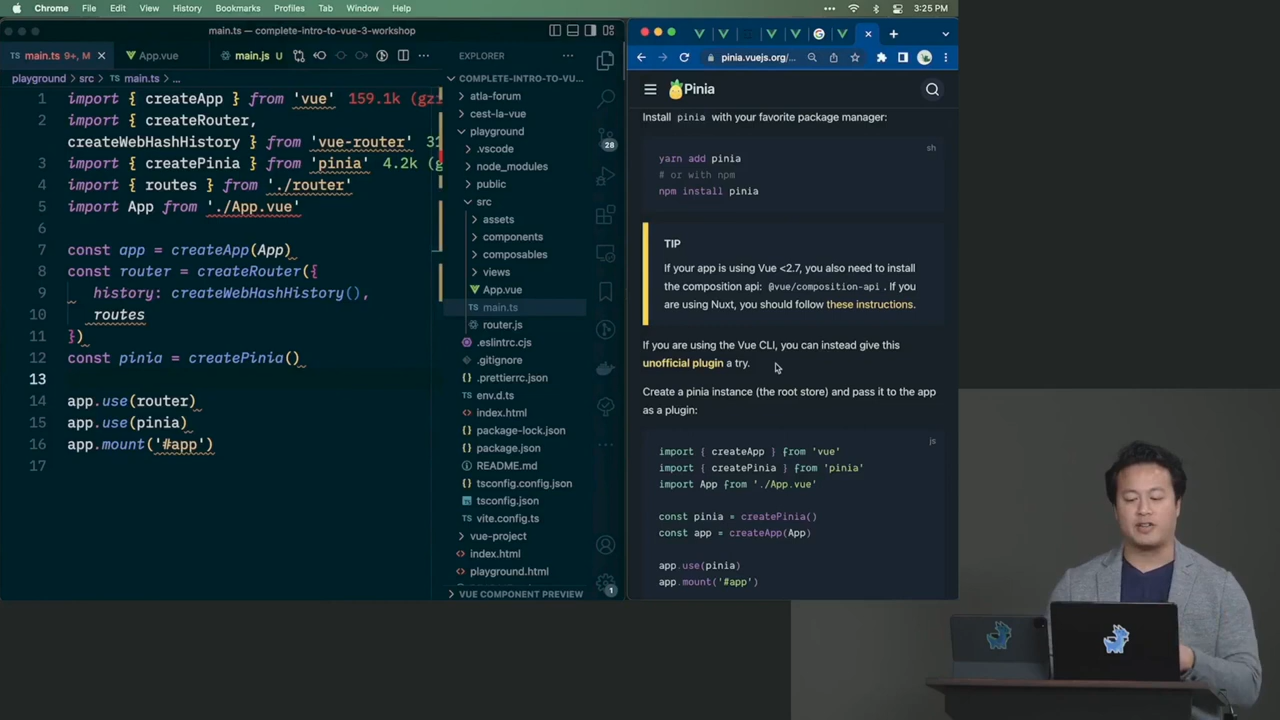 Chrome File Edit View History Bookmarks Profiles Tab Window Help
3:25 PM
main.ts — complete-intro-to-vue-3-workshop
main.ts 9+, M
App.vue
main.js U
playground > src > main.ts > ...
1 import { createApp } from 'vue' 159.1k (gzi
2 import { createRouter,
createWebHashHistory } from 'vue-router' 31
3 import { createPinia } from 'pinia' 4.2k (g
4 import { routes } from './router'
5 import App from './App.vue'
6
7 const app = createApp(App)
8 const router = createRouter({
9 history: createWebHashHistory(),
10 routes
11 })
12 const pinia = createPinia()
13
14 app.use(router)
15 app.use(pinia)
16 app.mount('#app')
17
EXPLORER
COMPLETE-INTRO-TO-VU...
atla-forum
cest-la-vue
playground
.vscode
node_modules
public
src
assets
components
composables
views
App.vue
main.ts
router.js
.eslintrc.cjs
.gitignore
.prettierrc.json
env.d.ts
index.html
package-lock.json
package.json
README.md
tsconfig.config.json
tsconfig.json
vite.config.ts
vue-project
index.html
playground.html
VUE COMPONENT PREVIEW
28
1
pinia.vuejs.org/...
Pinia
Install pinia with your favorite package manager:
sh
yarn add pinia
# or with npm
npm install pinia
TIP
If your app is using Vue <2.7, you also need to install
the composition api: @vue/composition-api . If you
are using Nuxt, you should follow these instructions.
If you are using the Vue CLI, you can instead give this
unofficial plugin a try.
Create a pinia instance (the root store) and pass it to the app
as a plugin:
js
import { createApp } from 'vue'
import { createPinia } from 'pinia'
import App from './App.vue'
const pinia = createPinia()
const app = createApp(App)
app.use(pinia)
app.mount('#app')